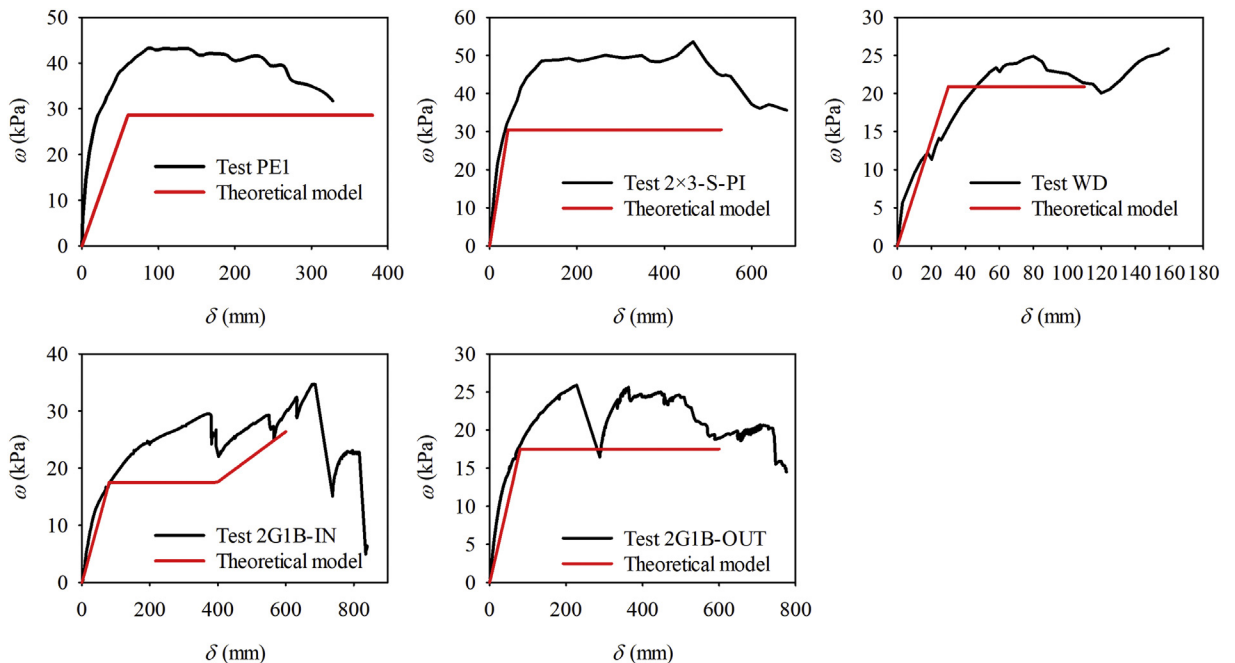 50
40
30
20
10
0
ω (kPa)
Test PE1
Theoretical model
0 100 200 300 400
δ (mm)
60
50
40
30
20
10
0
ω (kPa)
Test 2×3-S-PI
Theoretical model
0 200 400 600
δ (mm)
30
25
20
15
10
5
0
ω (kPa)
Test WD
Theoretical model
0 20 40 60 80 100 120 140 160 180
δ (mm)
40
30
20
10
0
ω (kPa)
Test 2G1B-IN
Theoretical model
0 200 400 600 800
δ (mm)
30
25
20
15
10
5
0
ω (kPa)
Test 2G1B-OUT
Theoretical model
0 200 400 600 800
δ (mm)